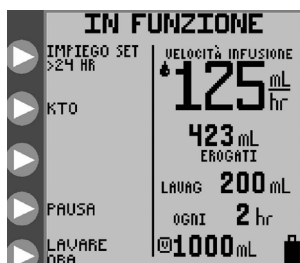 IN FUNZIONE
IMPIEGO SET
>24 HR
KTO
PAUSA
LAVARE
ORA
VELOCITÀ INFUSIONE
125 mL/hr
423 mL
EROGATI
LAVAG 200 mL
OGNI 2 hr
1000 mL